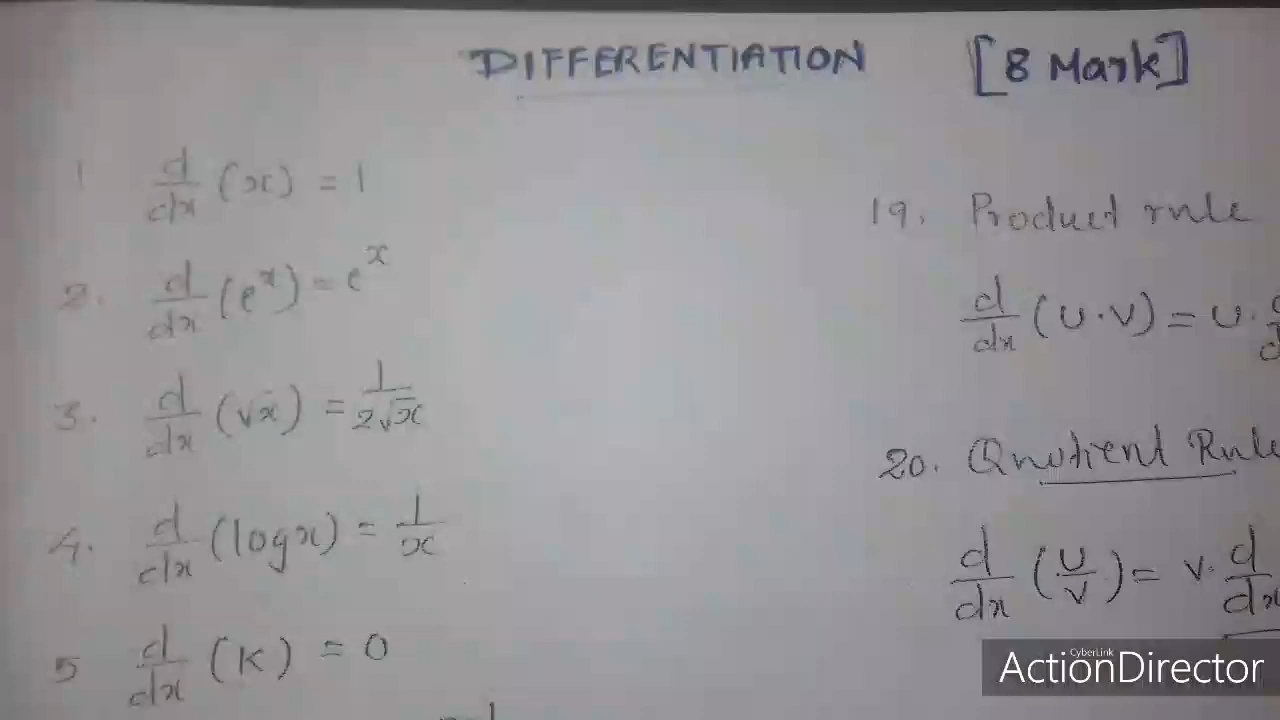 DIFFERENTIATION [8 Mark]
1 d/dx (x) = 1
2. d/dx (e^x) = e^x
3. d/dx (√x) = 1/2√x
4. d/dx (log x) = 1/x
5 d/dx (K) = 0
19. Product rule
d/dx (U·V) = U·
20. Quotient Rule
d/dx (U/V) = V· d/dx
CyberLink
ActionDirector